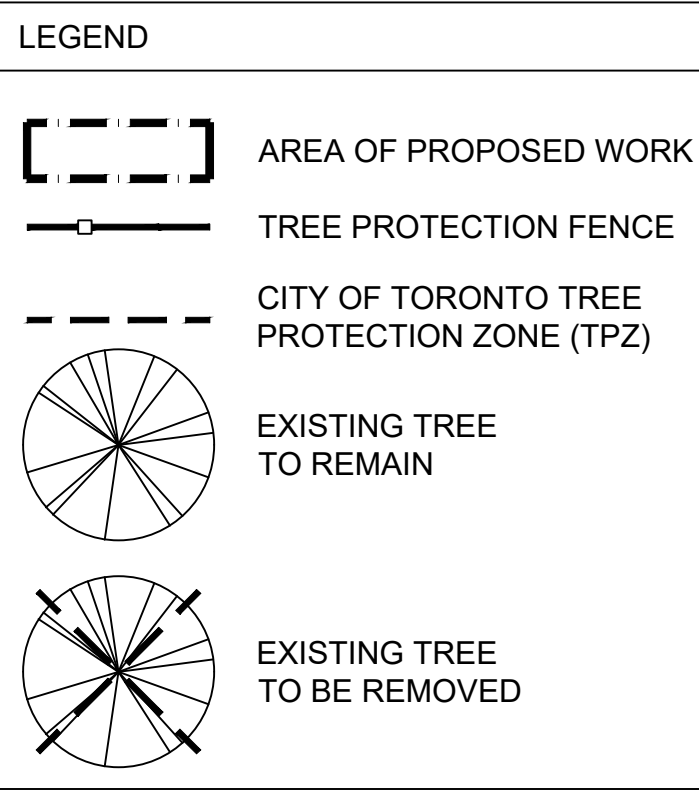 LEGEND
AREA OF PROPOSED WORK
TREE PROTECTION FENCE
CITY OF TORONTO TREE
PROTECTION ZONE (TPZ)
EXISTING TREE
TO REMAIN
EXISTING TREE
TO BE REMOVED